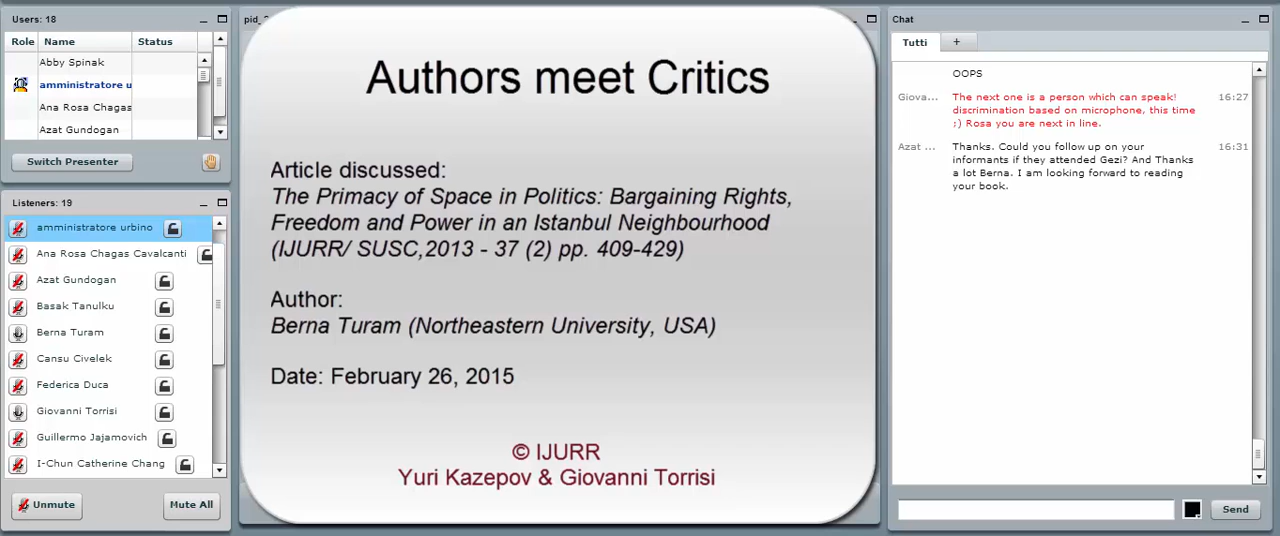 Users: 18
Role Name Status
Abby Spinak
amministratore u
Ana Rosa Chagas
Azat Gundogan
Switch Presenter
Listeners: 19
amministratore urbino
Ana Rosa Chagas Cavalcanti
Azat Gundogan
Basak Tanulku
Berna Turam
Cansu Civelek
Federica Duca
Giovanni Torrisi
Guillermo Jajamovich
I-Chun Catherine Chang
Unmute Mute All
Authors meet Critics
Article discussed:
The Primacy of Space in Politics: Bargaining Rights,
Freedom and Power in an Istanbul Neighbourhood
(IJURR/ SUSC,2013 - 37 (2) pp. 409-429)
Author:
Berna Turam (Northeastern University, USA)
Date: February 26, 2015
© IJURR
Yuri Kazepov & Giovanni Torrisi
Chat
Tutti +
OOPS
Giova... The next one is a person which can speak! 16:27
discrimination based on microphone, this time
;) Rosa you are next in line.
Azat ... Thanks. Could you follow up on your 16:31
informants if they attended Gezi? And Thanks
a lot Berna. I am looking forward to reading
your book.
Send